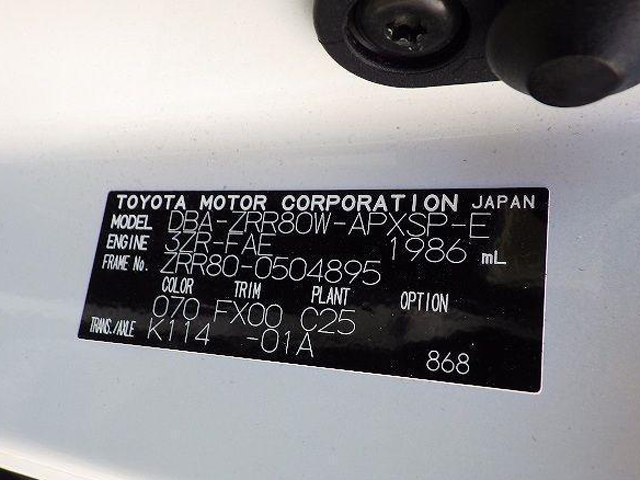 TOYOTA MOTOR CORPORATION JAPAN
MODEL DBA-ZRR80W-APXSP-E
ENGINE 3ZR-FAE 1986 mL
FRAME No. ZRR80-0504895
COLOR TRIM PLANT OPTION
070 FX00 C25
TRANS./AXLE K114 -01A 868